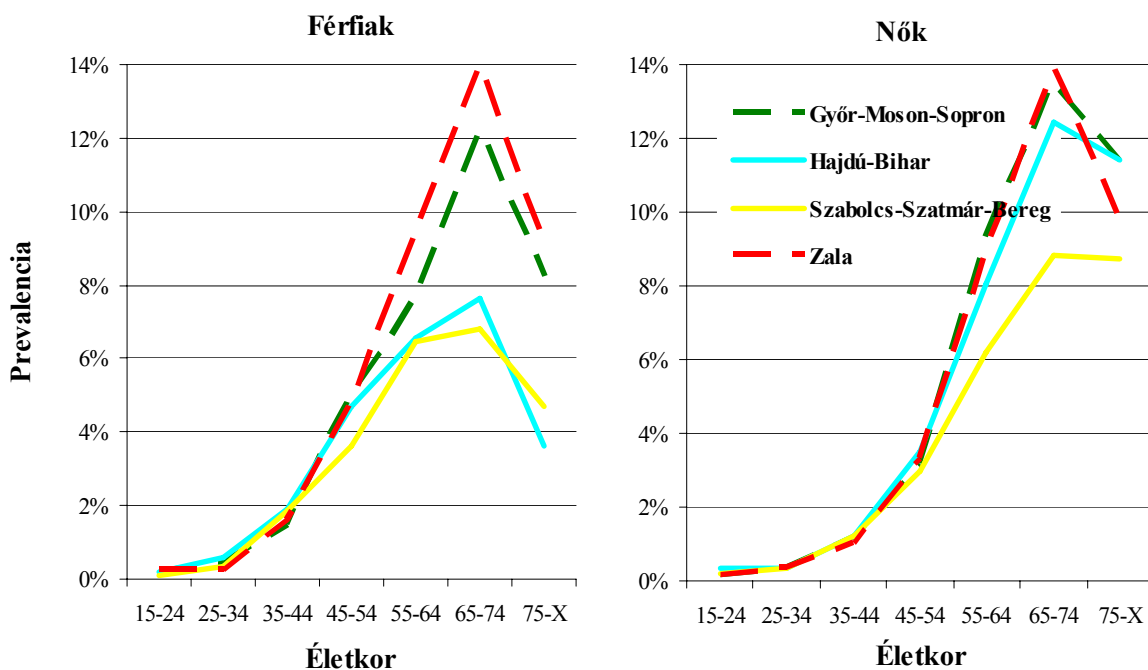 Férfiak
14%
12%
10%
8%
6%
4%
2%
0%
15-24 25-34 35-44 45-54 55-64 65-74 75-X
Életkor
Prevalencia
Nők
14%
12%
10%
8%
6%
4%
2%
0%
Győr-Moson-Sopron
Hajdú-Bihar
Szabolcs-Szatmár-Bereg
Zala
15-24 25-34 35-44 45-54 55-64 65-74 75-X
Életkor